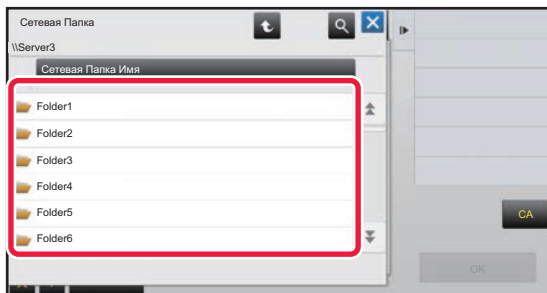 Сетевая Папка
\\Server3
Сетевая Папка Имя
Folder1
Folder2
Folder3
Folder4
Folder5
Folder6
CA
OK